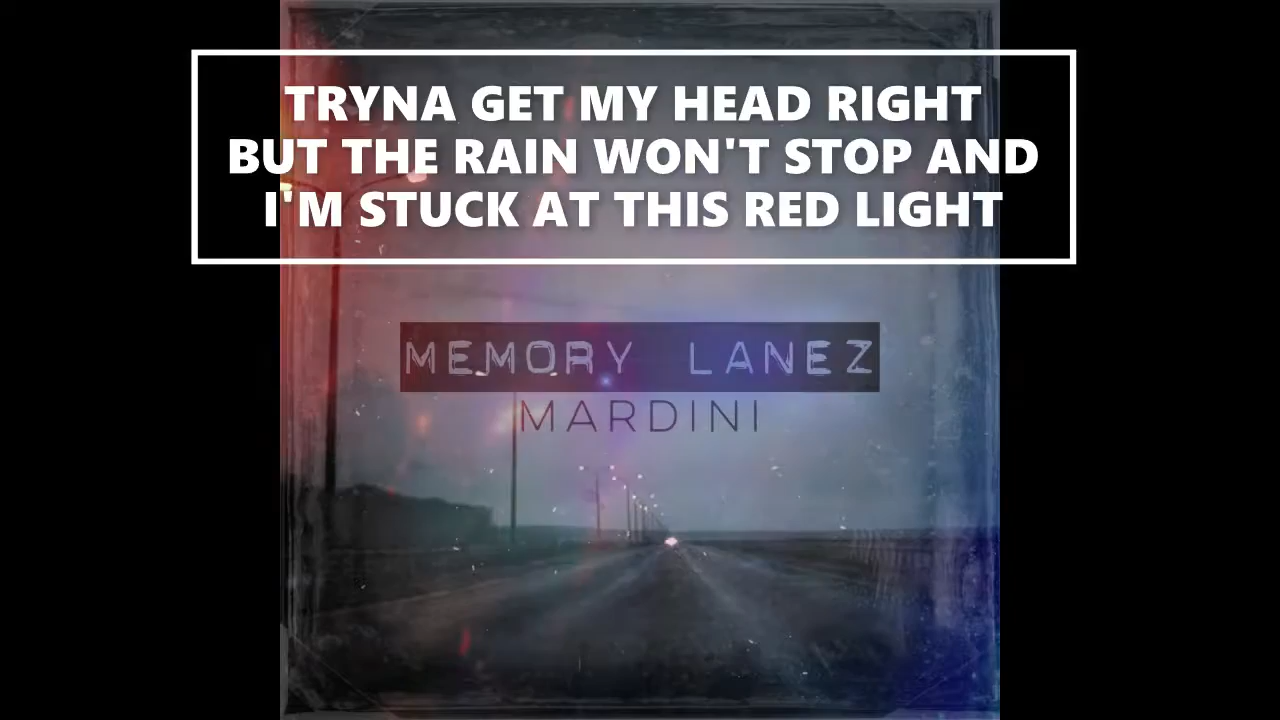 TRYNA GET MY HEAD RIGHT
BUT THE RAIN WON'T STOP AND
I'M STUCK AT THIS RED LIGHT
MEMORY LANEZ
MARDINI